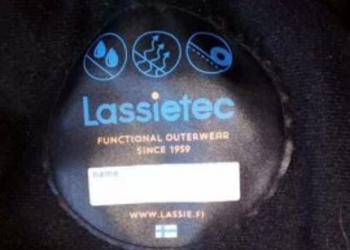 Lassietec
FUNCTIONAL OUTERWEAR
SINCE 1959
name
WWW.LASSIE.FI